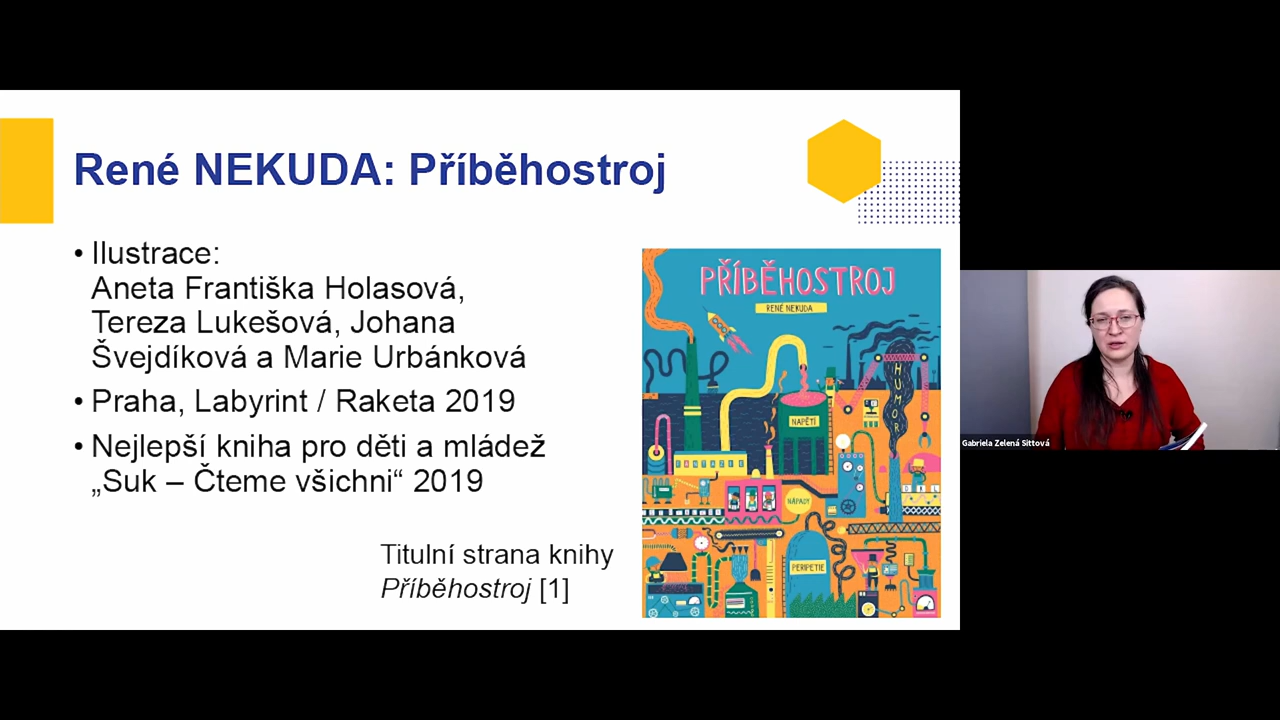 René NEKUDA: Příběhostroj
• Ilustrace:
Aneta Františka Holasová,
Tereza Lukešová, Johana
Švejdíková a Marie Urbánková
• Praha, Labyrint / Raketa 2019
• Nejlepší kniha pro děti a mládež
„Suk – Čteme všichni“ 2019
Titulní strana knihy
Příběhostroj [1]
PŘÍBĚHOSTROJ
RENÉ NEKUDA
HUMOR
NAPĚTÍ
FANTAZIE
NÁPADY
PERIPETIE
Gabriela Zelená Sittová